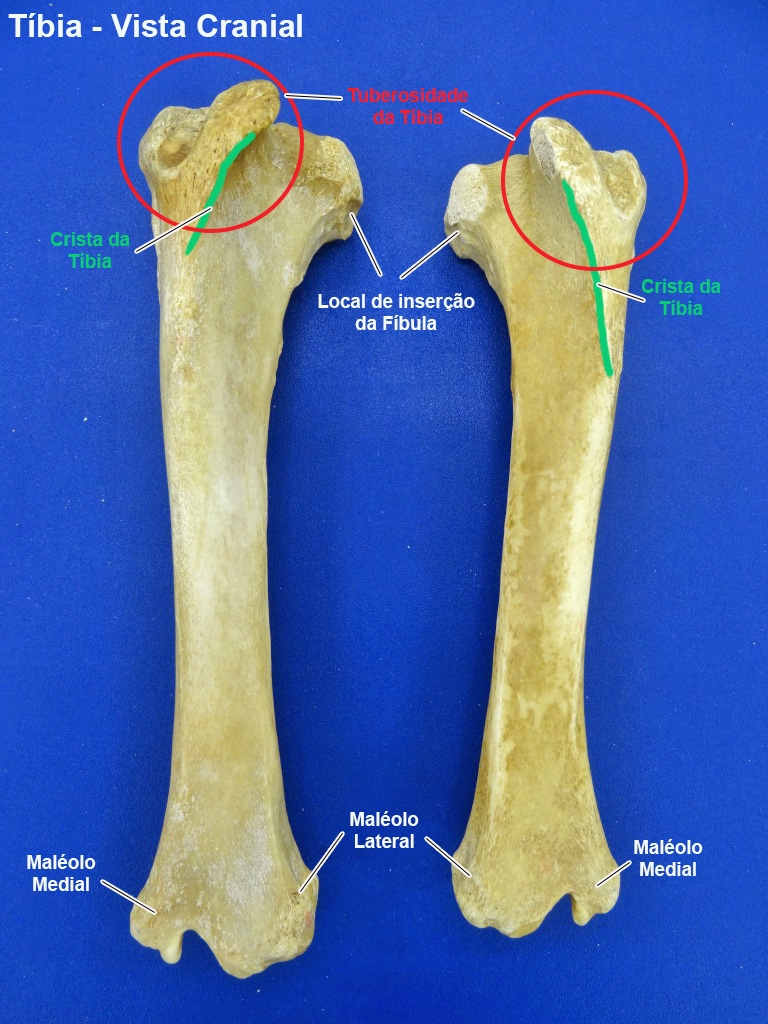 Tíbia - Vista Cranial
Tuberosidade
da Tíbia
Crista da
Tíbia
Crista da
Tíbia
Local de inserção
da Fíbula
Maléolo
Lateral
Maléolo
Medial
Maléolo
Medial